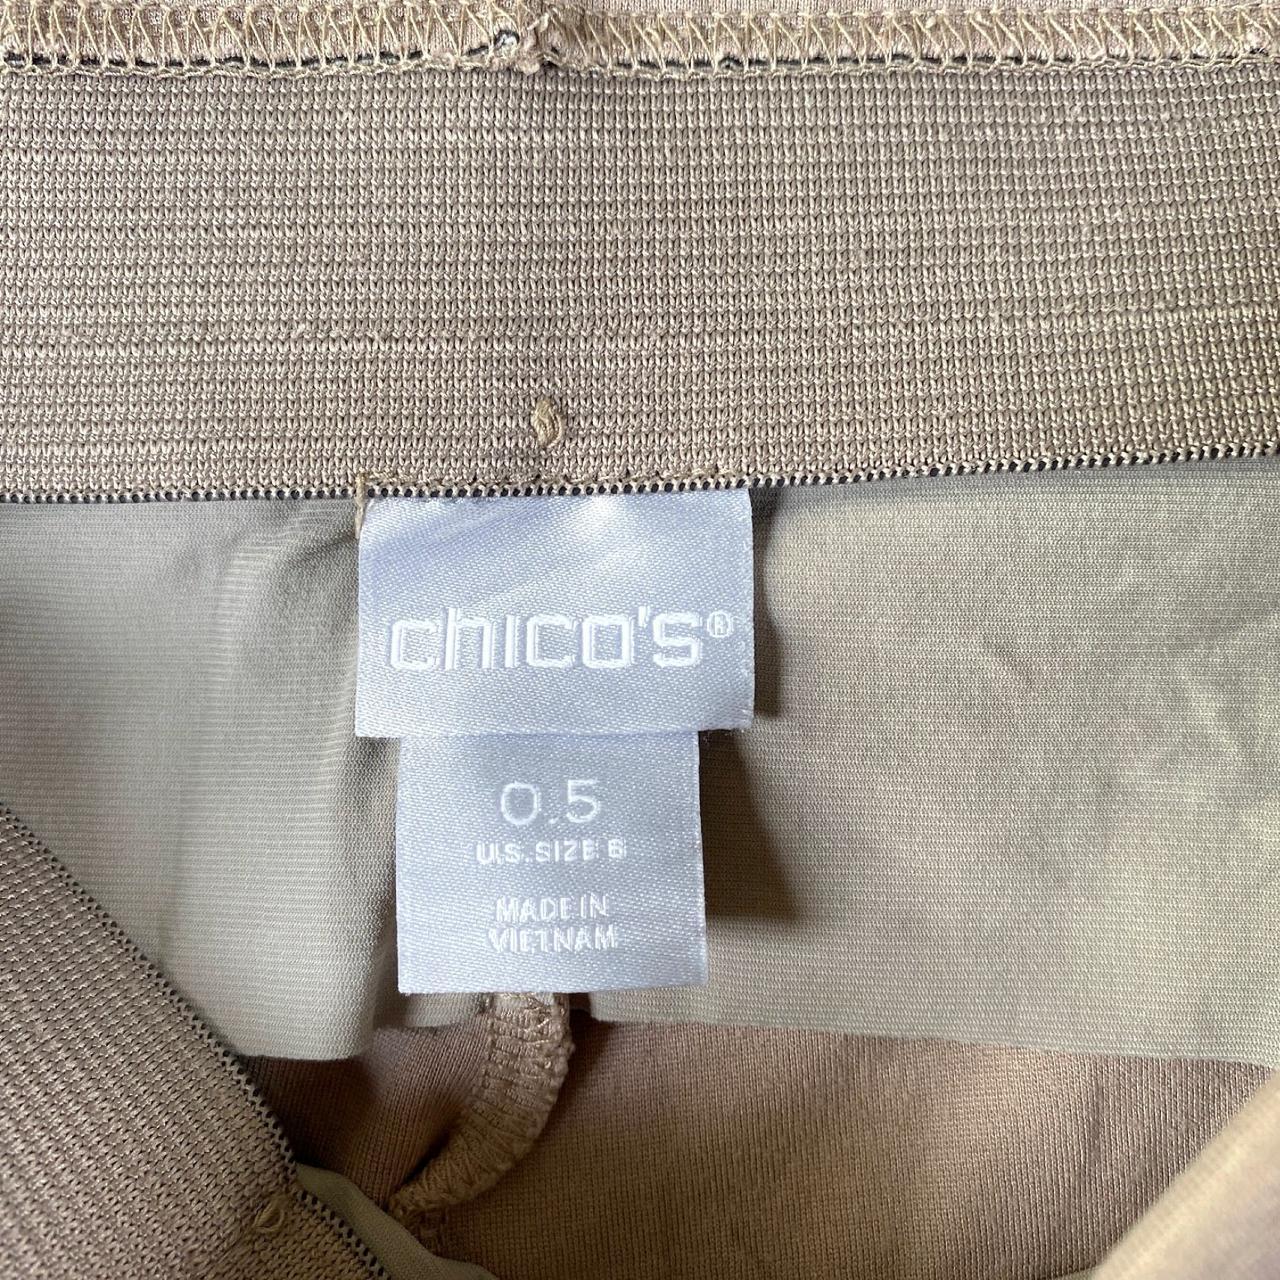 chico's®
0.5
U.S. SIZE 6
MADE IN
VIETNAM